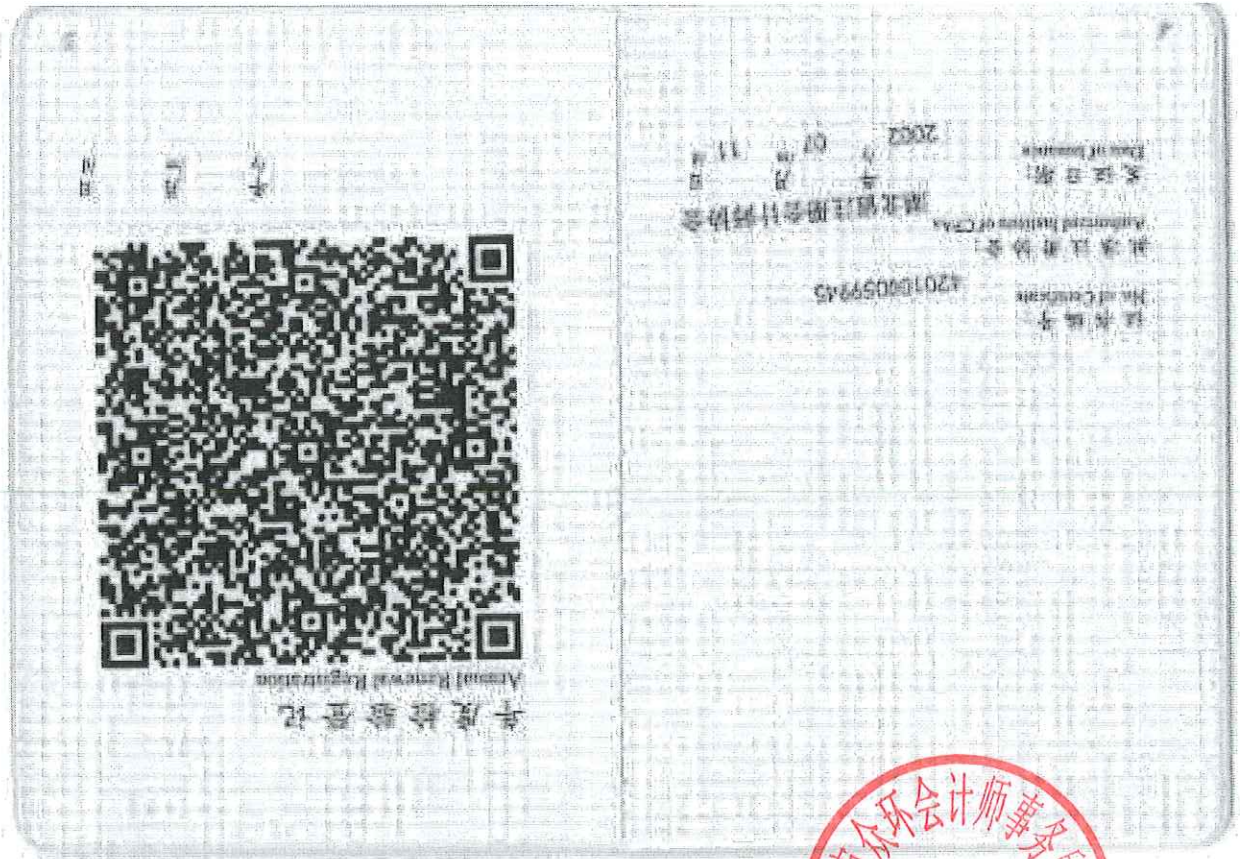 证书编号:
No. of Certificate
420100059945
批准注册协会:
Authorized Institute of CPAs
湖北省注册会计师协会
发证日期:
Date of Issuance
2002 年 07 月 11 日
/y /m /d
年度检验登记
Annual Renewal Registration
年 月 日
/y /m /d
众环会计师事务